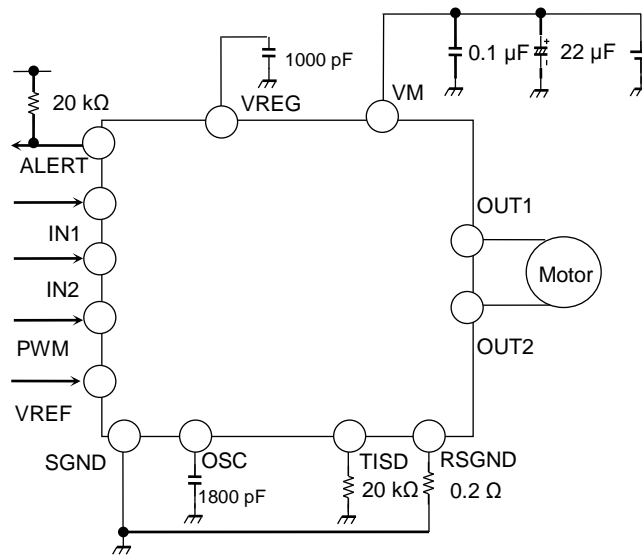 0.1 µF
22 µF
1000 pF
VM
VREG
20 kΩ
ALERT
OUT1
IN1
IN2
Motor
PWM
OUT2
VREF
SGND
OSC
TISD
RSGND
1800 pF
20 kΩ
0.2 Ω
+
-